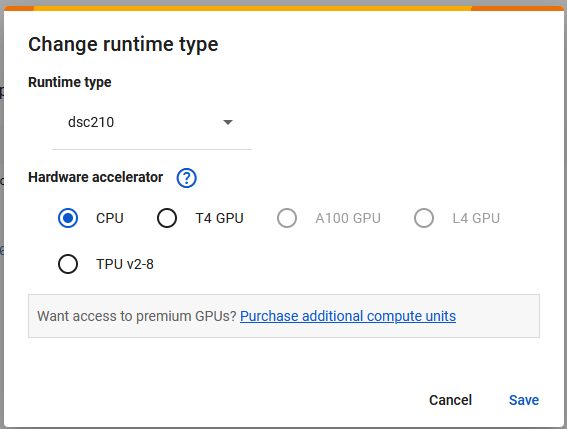 Change runtime type
Runtime type
dsc210
Hardware accelerator ?
CPU T4 GPU A100 GPU L4 GPU
TPU v2-8
Want access to premium GPUs? Purchase additional compute units
Cancel Save